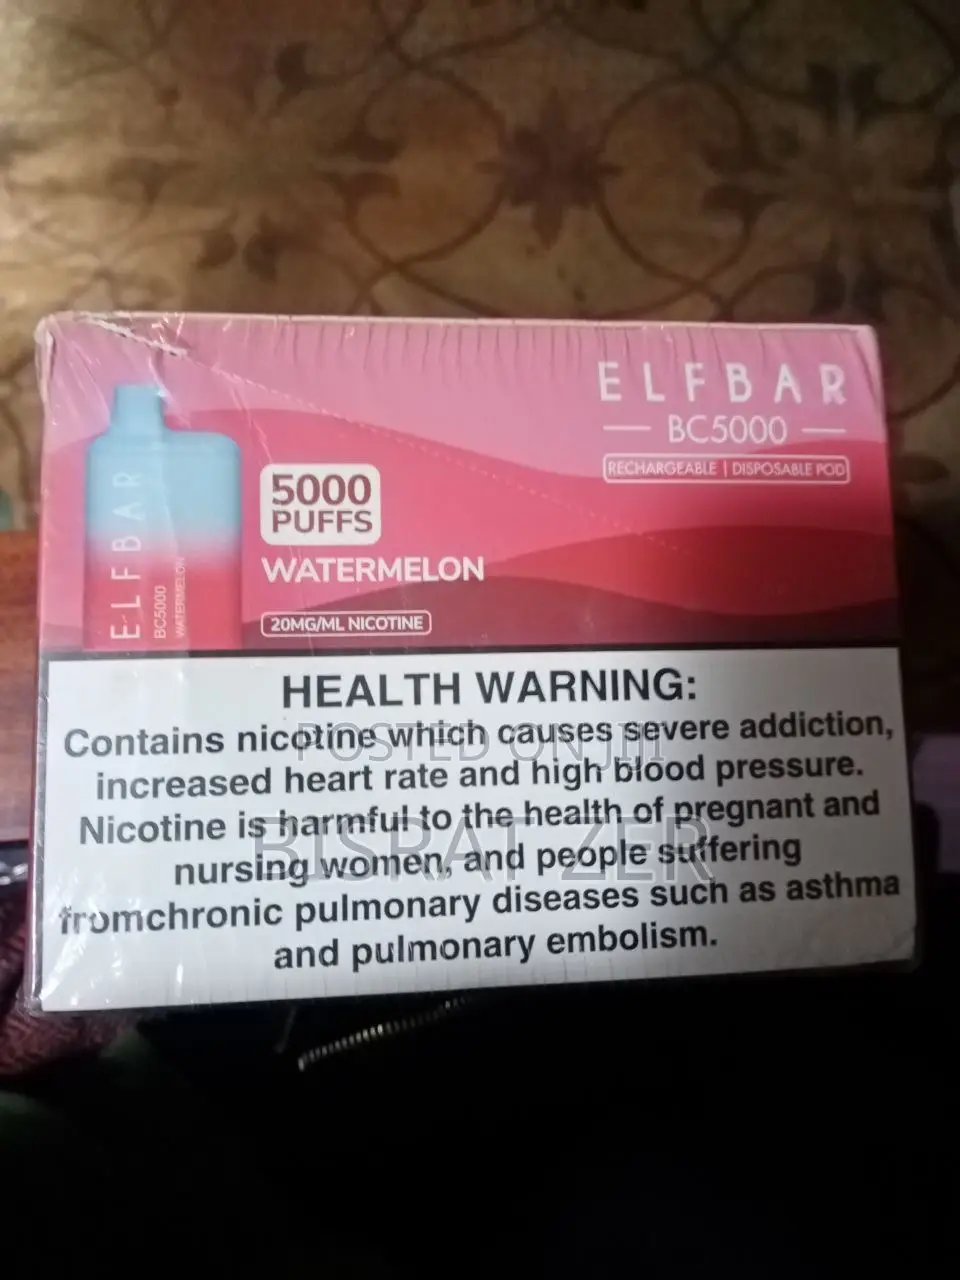 ELFBAR
BC5000
RECHARGEABLE | DISPOSABLE POD
5000
PUFFS
WATERMELON
20MG/ML NICOTINE
ELFBAR
BC5000
WATERMELON
HEALTH WARNING:
Contains nicotine which causes severe addiction,
increased heart rate and high blood pressure.
Nicotine is harmful to the health of pregnant and
nursing women, and people suffering
fromchronic pulmonary diseases such as asthma
and pulmonary embolism.
POSTED ON JIJI
BISRAT ZER